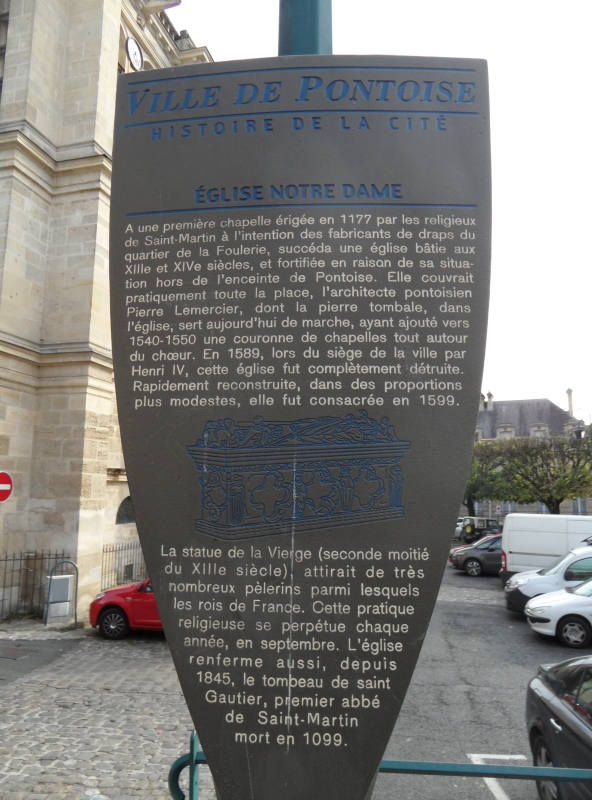 VILLE DE PONTOISE
HISTOIRE DE LA CITÉ
ÉGLISE NOTRE DAME
A une première chapelle érigée en 1177 par les religieux
de Saint-Martin à l'intention des fabricants de draps du
quartier de la Foulerie, succéda une église bâtie aux
XIIIe et XIVe siècles, et fortifiée en raison de sa situa-
tion hors de l'enceinte de Pontoise. Elle couvrait
pratiquement toute la place, l'architecte pontoisien
Pierre Lemercier, dont la pierre tombale, dans
l'église, sert aujourd'hui de marche, ayant ajouté vers
1540-1550 une couronne de chapelles tout autour
du chœur. En 1589, lors du siège de la ville par
Henri IV, cette église fut complètement détruite.
Rapidement reconstruite, dans des proportions
plus modestes, elle fut consacrée en 1599.
La statue de la Vierge (seconde moitié
du XIIIe siècle), attirait de très
nombreux pèlerins parmi lesquels
les rois de France. Cette pratique
religieuse se perpétue chaque
année, en septembre. L'église
renferme aussi, depuis
1845, le tombeau de saint
Gautier, premier abbé
de Saint-Martin
mort en 1099.